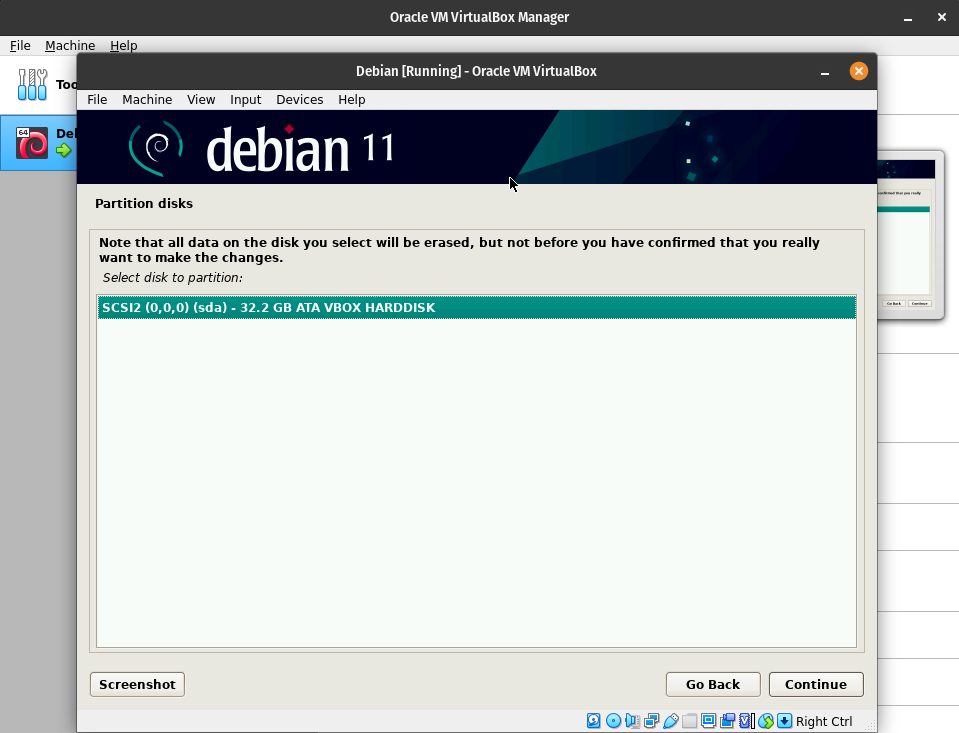 Oracle VM VirtualBox Manager
File Machine Help
Debian [Running] - Oracle VM VirtualBox
File Machine View Input Devices Help
64
debian 11
Partition disks
Note that all data on the disk you select will be erased, but not before you have confirmed that you really
want to make the changes.
Select disk to partition:
SCSI2 (0,0,0) (sda) - 32.2 GB ATA VBOX HARDDISK
Screenshot
Go Back
Continue
Right Ctrl